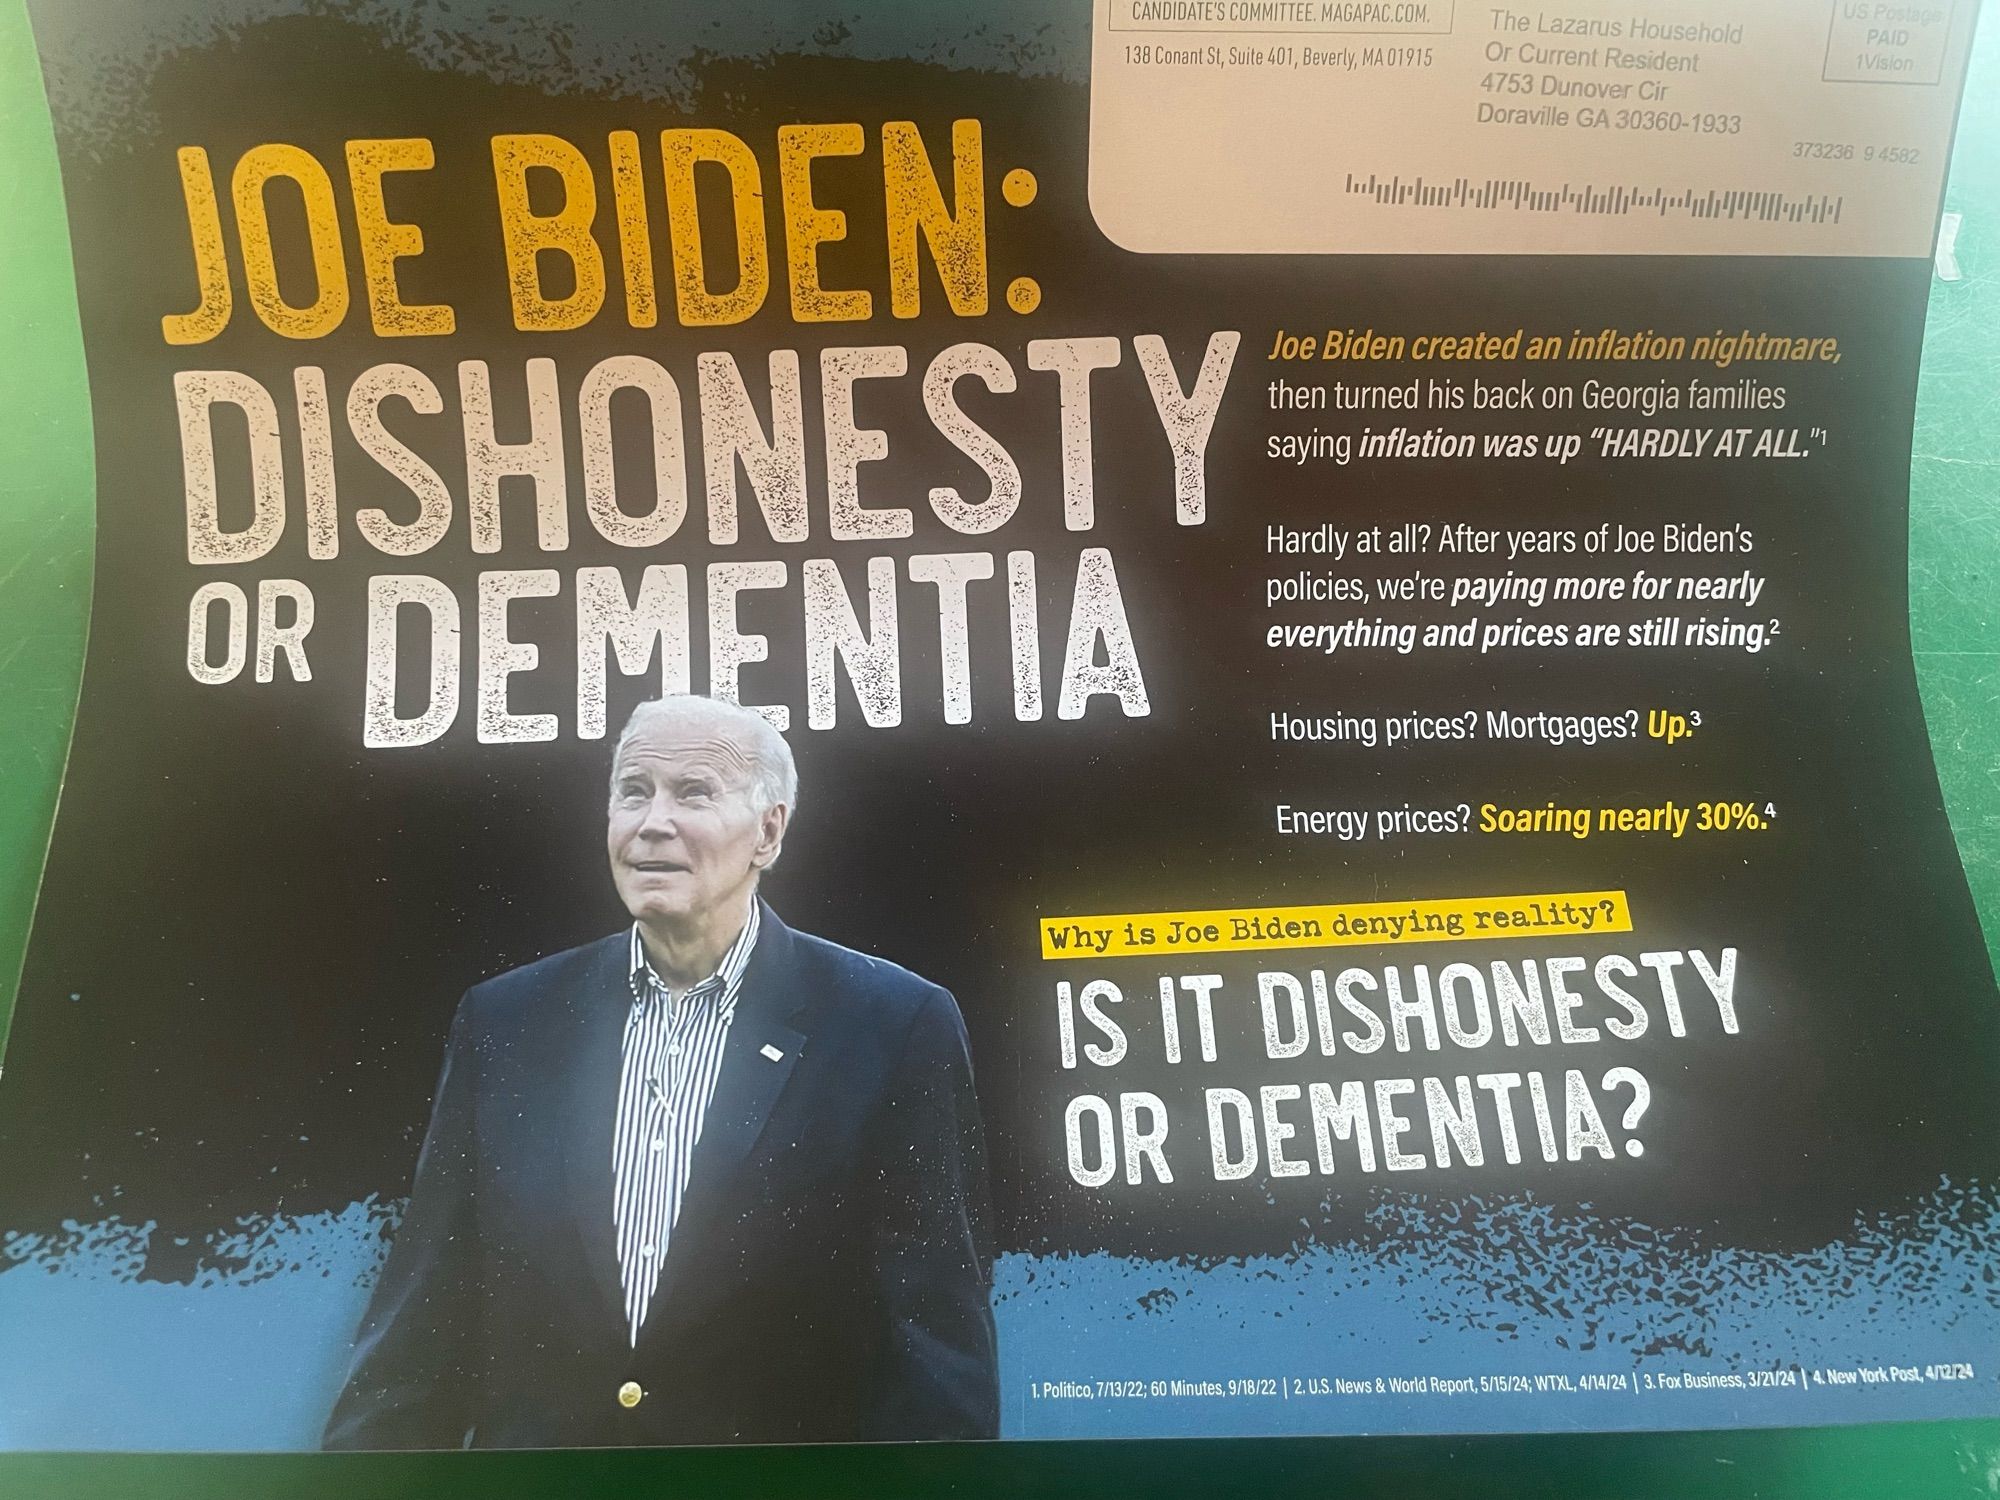 CANDIDATE'S COMMITTEE. MAGAPAC.COM.
138 Conant St, Suite 401, Beverly, MA 01915
The Lazarus Household
Or Current Resident
4753 Dunover Cir
Doraville GA 30360-1933
US Postage
PAID
1Vision
373236 9 4582
JOE BIDEN:
DISHONESTY
OR DEMENTIA
Joe Biden created an inflation nightmare,
then turned his back on Georgia families
saying inflation was up “HARDLY AT ALL.”1
Hardly at all? After years of Joe Biden's
policies, we're paying more for nearly
everything and prices are still rising.2
Housing prices? Mortgages? Up.3
Energy prices? Soaring nearly 30%.4
Why is Joe Biden denying reality?
IS IT DISHONESTY
OR DEMENTIA?
1. Politico, 7/13/22; 60 Minutes, 9/18/22 | 2. U.S. News & World Report, 5/15/24; WTXL, 4/14/24 | 3. Fox Business, 3/21/24 | 4. New York Post, 4/12/24